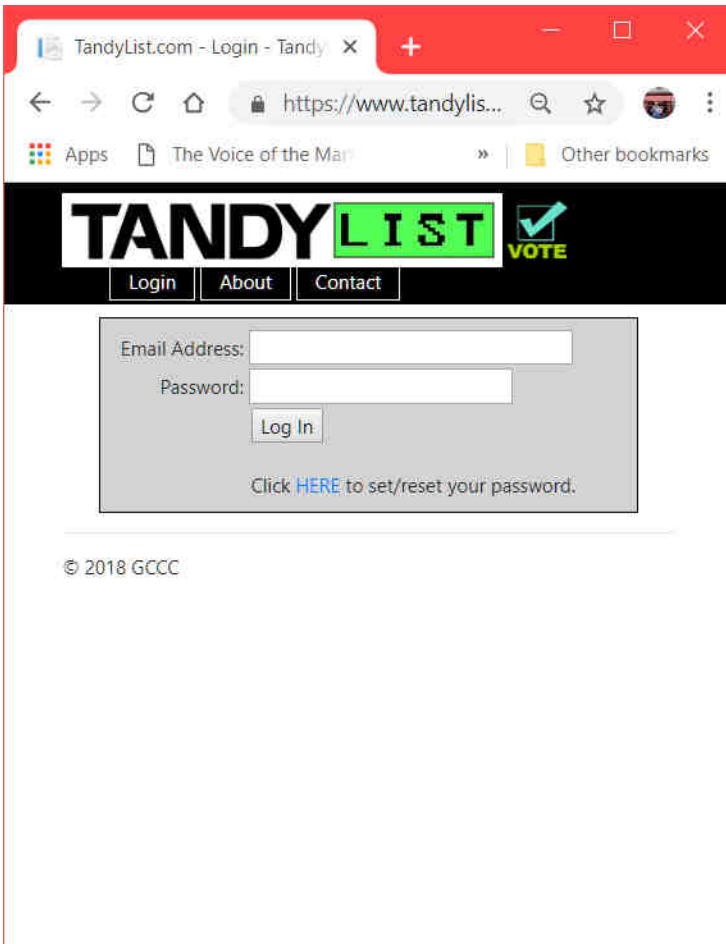 TandyList.com - Login - Tandy
https://www.tandylis...
Apps The Voice of the Mar » Other bookmarks
TANDY LIST VOTE
Login About Contact
Email Address:
Password:
Log In
Click HERE to set/reset your password.
© 2018 GCCC